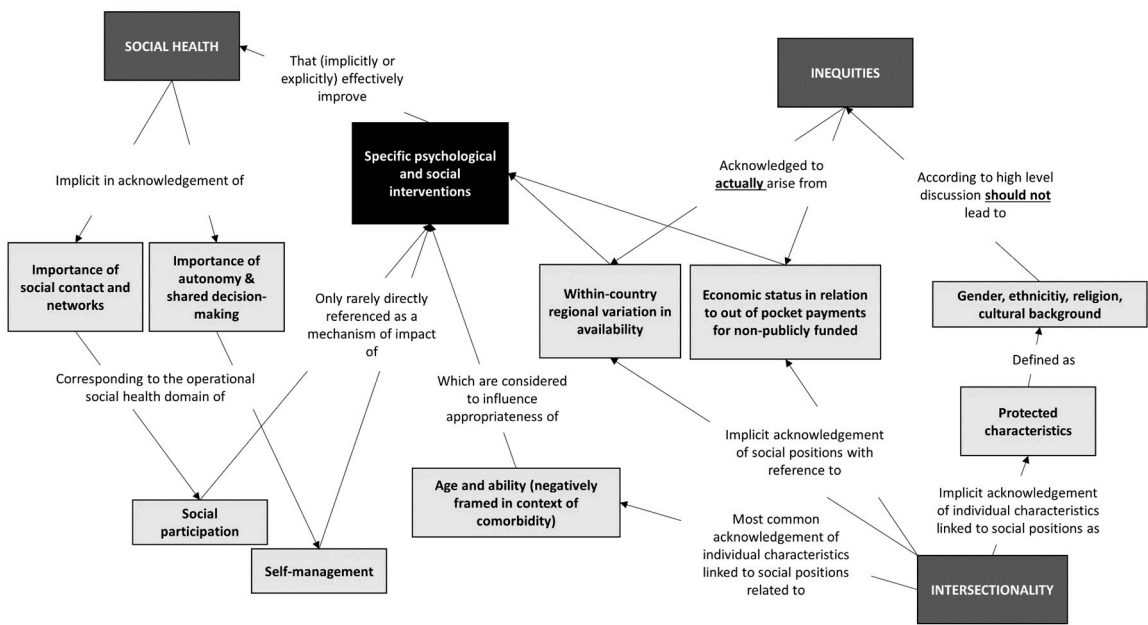 SOCIAL HEALTH
That (implicitly or
explicitly) effectively
improve
INEQUITIES
Specific psychological
and social
interventions
Implicit in acknowledgement of
Acknowledged to
actually arise from
According to high level
discussion should not
lead to
Importance of
social contact and
networks
Importance of
autonomy &
shared decision-
making
Only rarely directly
referenced as a
mechanism of impact
of
Within-country
regional variation in
availability
Economic status in relation
to out of pocket payments
for non-publicly funded
Gender, ethnicitiy, religion,
cultural background
Corresponding to the operational
social health domain of
Which are considered
to influence
appropriateness of
Defined as
Protected
characteristics
Implicit acknowledgement
of social positions with
reference to
Age and ability (negatively
framed in context of
comorbidity)
Social
participation
Self-management
Most common
acknowledgement of
individual characteristics
linked to social positions
related to
Implicit acknowledgement
of individual characteristics
linked to social positions as
INTERSECTIONALITY